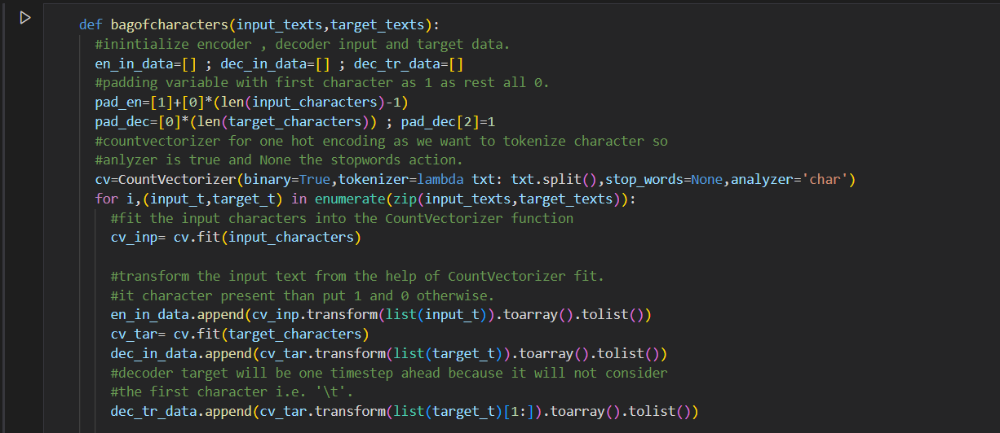 def bagofcharacters(input_texts,target_texts):
#inintialize encoder , decoder input and target data.
en_in_data=[] ; dec_in_data=[] ; dec_tr_data=[]
#padding variable with first character as 1 as rest all 0.
pad_en=[1]+[0]*(len(input_characters)-1)
pad_dec=[0]*(len(target_characters)) ; pad_dec[2]=1
#countvectorizer for one hot encoding as we want to tokenize character so
#anlyzer is true and None the stopwords action.
cv=CountVectorizer(binary=True,tokenizer=lambda txt: txt.split(),stop_words=None,analyzer='char')
for i,(input_t,target_t) in enumerate(zip(input_texts,target_texts)):
#fit the input characters into the CountVectorizer function
cv_inp= cv.fit(input_characters)
#transform the input text from the help of CountVectorizer fit.
#it character present than put 1 and 0 otherwise.
en_in_data.append(cv_inp.transform(list(input_t)).toarray().tolist())
cv_tar= cv.fit(target_characters)
dec_in_data.append(cv_tar.transform(list(target_t)).toarray().tolist())
#decoder target will be one timestep ahead because it will not consider
#the first character i.e. '\t'.
dec_tr_data.append(cv_tar.transform(list(target_t)[1:]).toarray().tolist())